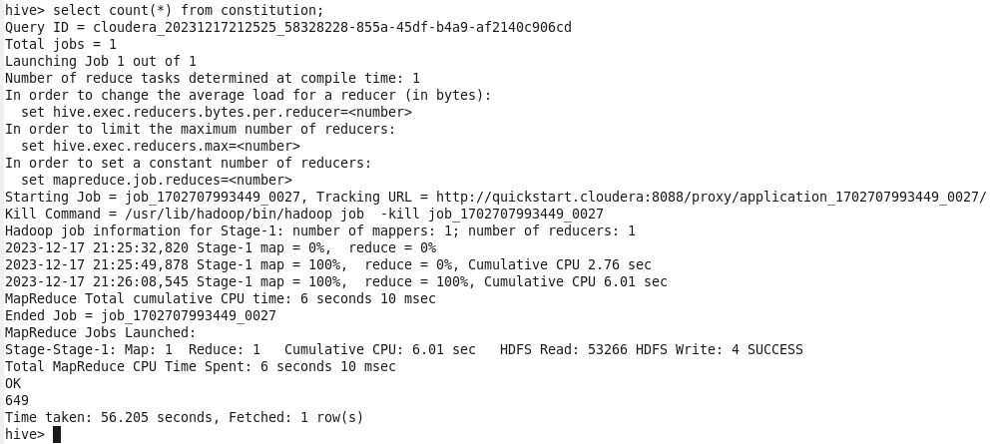 hive> select count(*) from constitution;
Query ID = cloudera_20231217212525_58328228-855a-45df-b4a9-af2140c906cd
Total jobs = 1
Launching Job 1 out of 1
Number of reduce tasks determined at compile time: 1
In order to change the average load for a reducer (in bytes):
  set hive.exec.reducers.bytes.per.reducer=<number>
In order to limit the maximum number of reducers:
  set hive.exec.reducers.max=<number>
In order to set a constant number of reducers:
  set mapreduce.job.reduces=<number>
Starting Job = job_1702707993449_0027, Tracking URL = http://quickstart.cloudera:8088/proxy/application_1702707993449_0027/
Kill Command = /usr/lib/hadoop/bin/hadoop job  -kill job_1702707993449_0027
Hadoop job information for Stage-1: number of mappers: 1; number of reducers: 1
2023-12-17 21:25:32,820 Stage-1 map = 0%,  reduce = 0%
2023-12-17 21:25:49,878 Stage-1 map = 100%,  reduce = 0%, Cumulative CPU 2.76 sec
2023-12-17 21:26:08,545 Stage-1 map = 100%,  reduce = 100%, Cumulative CPU 6.01 sec
MapReduce Total cumulative CPU time: 6 seconds 10 msec
Ended Job = job_1702707993449_0027
MapReduce Jobs Launched:
Stage-Stage-1: Map: 1  Reduce: 1   Cumulative CPU: 6.01 sec   HDFS Read: 53266 HDFS Write: 4 SUCCESS
Total MapReduce CPU Time Spent: 6 seconds 10 msec
OK
649
Time taken: 56.205 seconds, Fetched: 1 row(s)
hive>